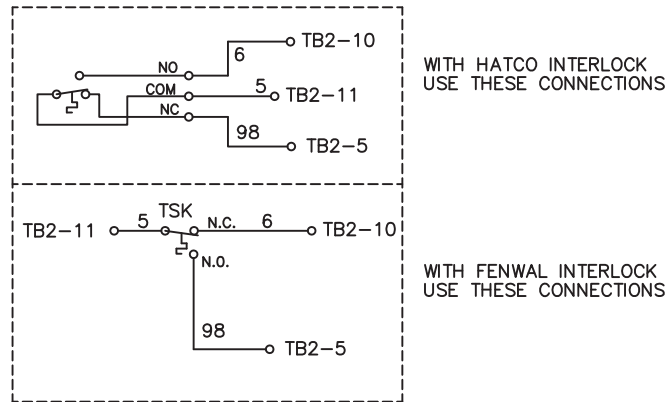 NO
6
TB2-10
COM
5
TB2-11
NC
98
TB2-5
WITH HATCO INTERLOCK
USE THESE CONNECTIONS
TSK
TB2-11
5
N.C.
6
TB2-10
N.O.
98
TB2-5
WITH FENWAL INTERLOCK
USE THESE CONNECTIONS